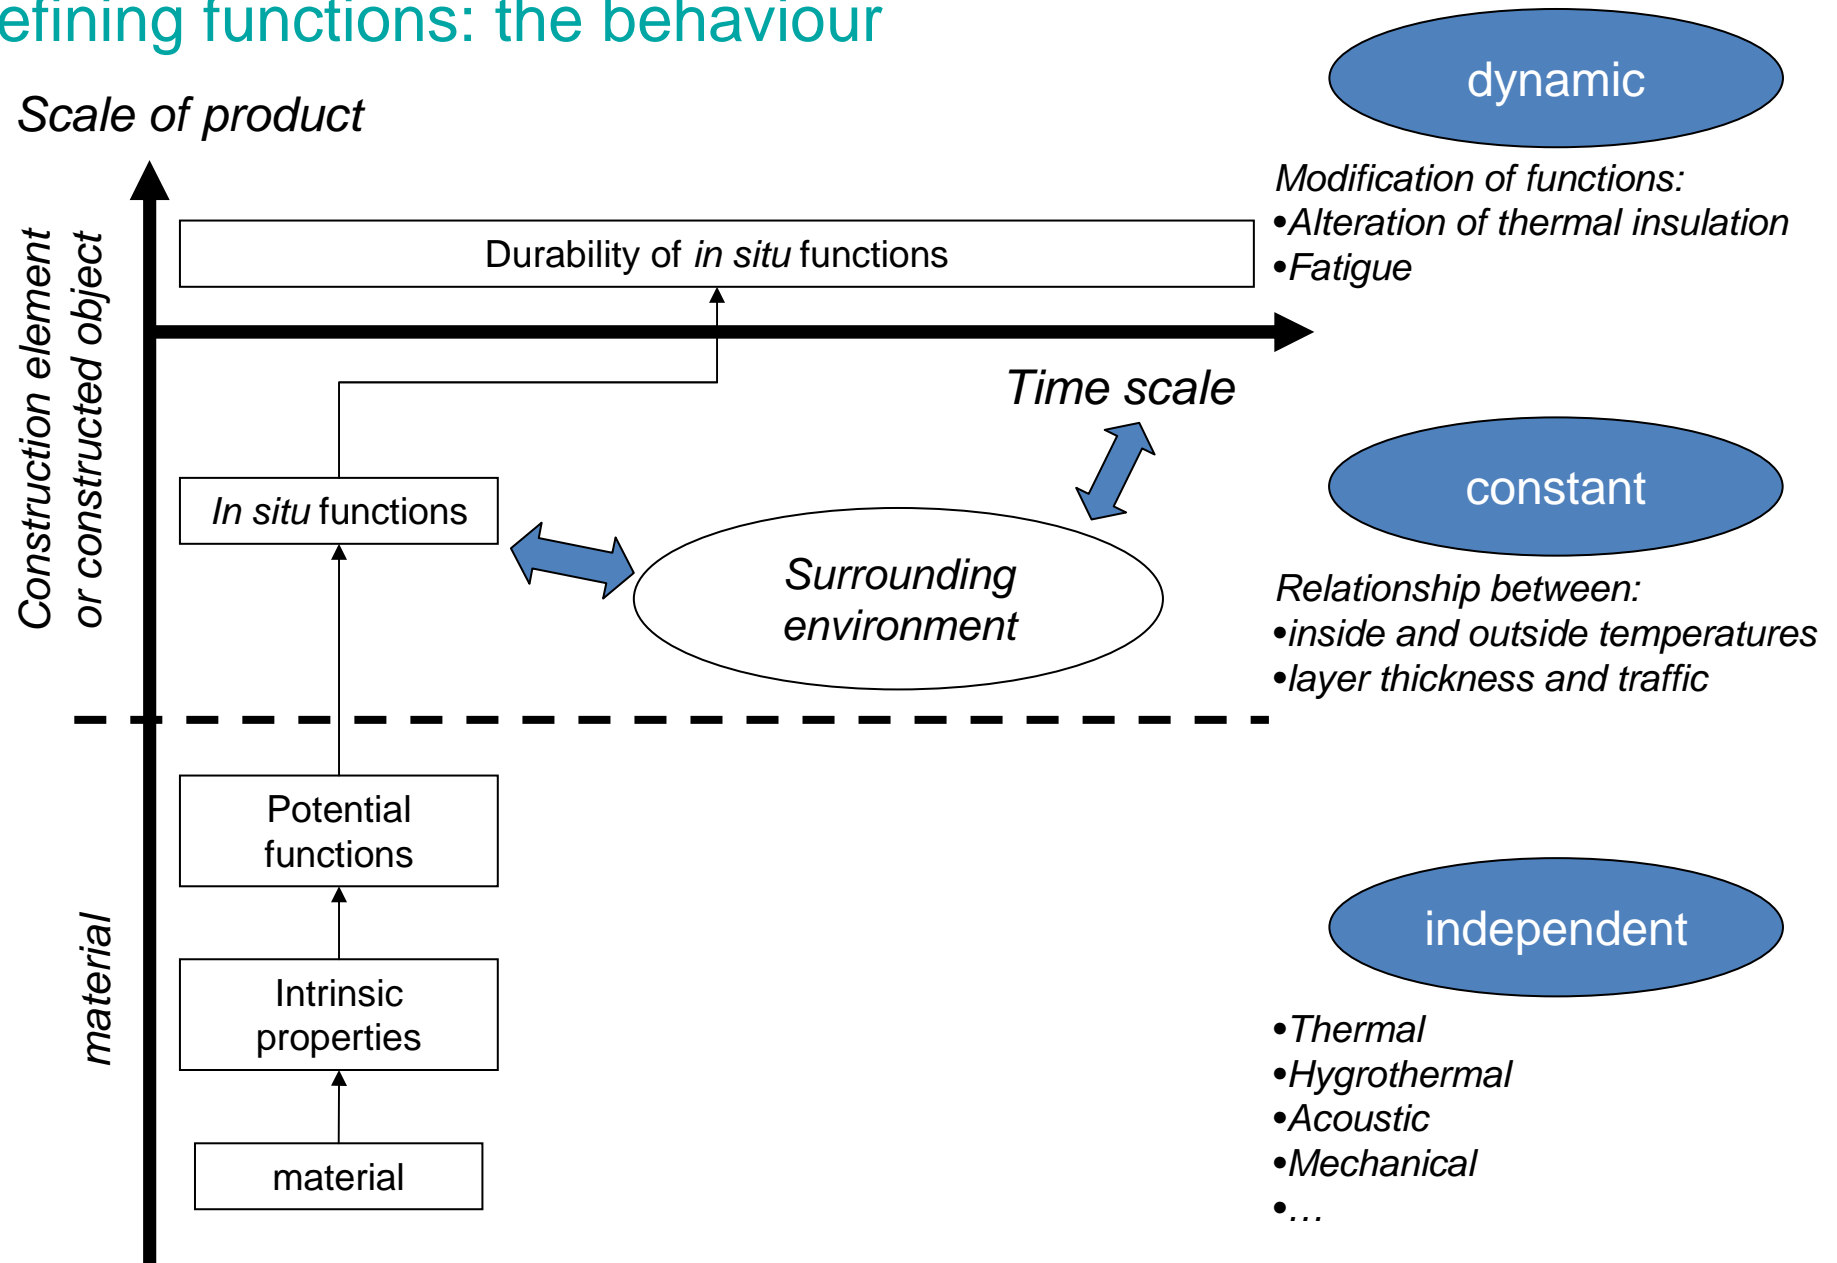 efining functions: the behaviour
dynamic
Scale of product
Modification of functions:
•Alteration of thermal insulation
•Fatigue
Construction element
or constructed object
Durability of in situ functions
Time scale
constant
In situ functions
Surrounding
environment
Relationship between:
•inside and outside temperatures
•layer thickness and traffic
Potential
functions
independent
material
Intrinsic
properties
•Thermal
•Hygrothermal
•Acoustic
•Mechanical
•…
material